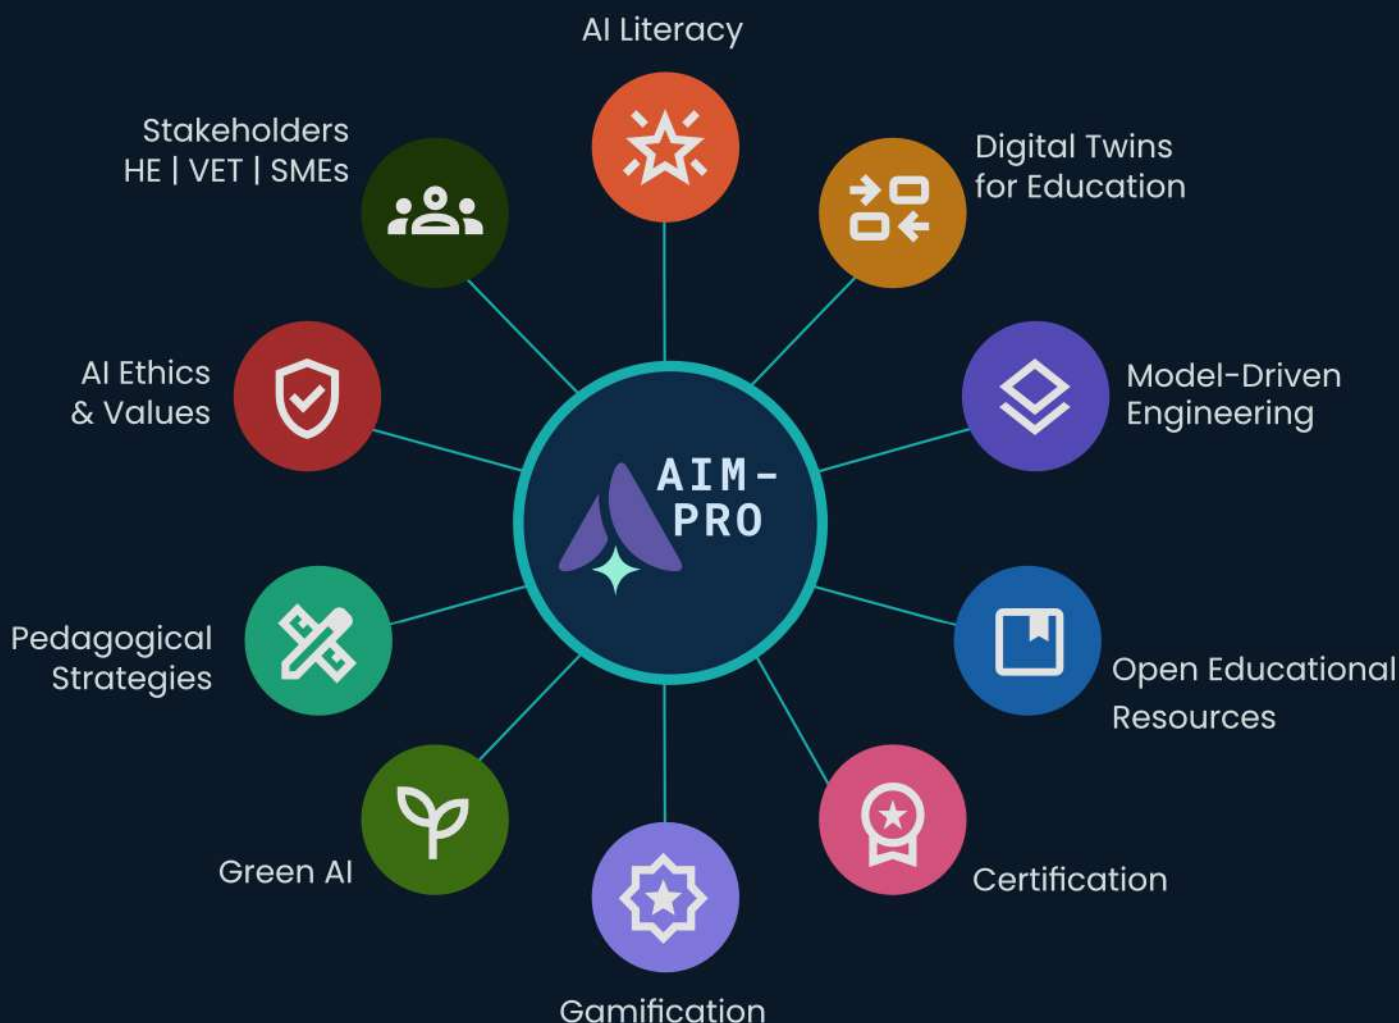 AI Literacy
Stakeholders
HE | VET | SMEs
Digital Twins
for Education
AI Ethics
& Values
Model-Driven
Engineering
AIM-
PRO
Pedagogical
Strategies
Open Educational
Resources
Green AI
Certification
Gamification